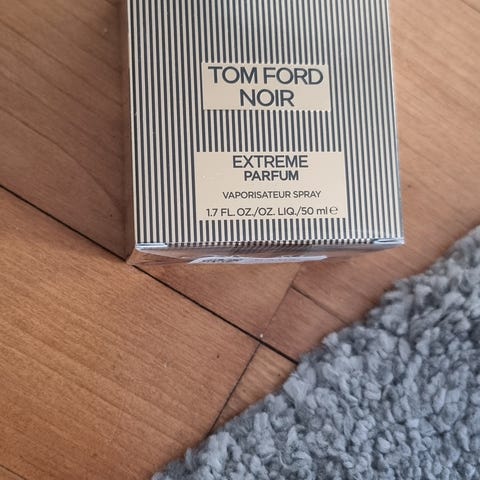 TOM FORD
NOIR
EXTREME
PARFUM
VAPORISATEUR SPRAY
1.7 FL. OZ./OZ. LIQ./50 ml ℮